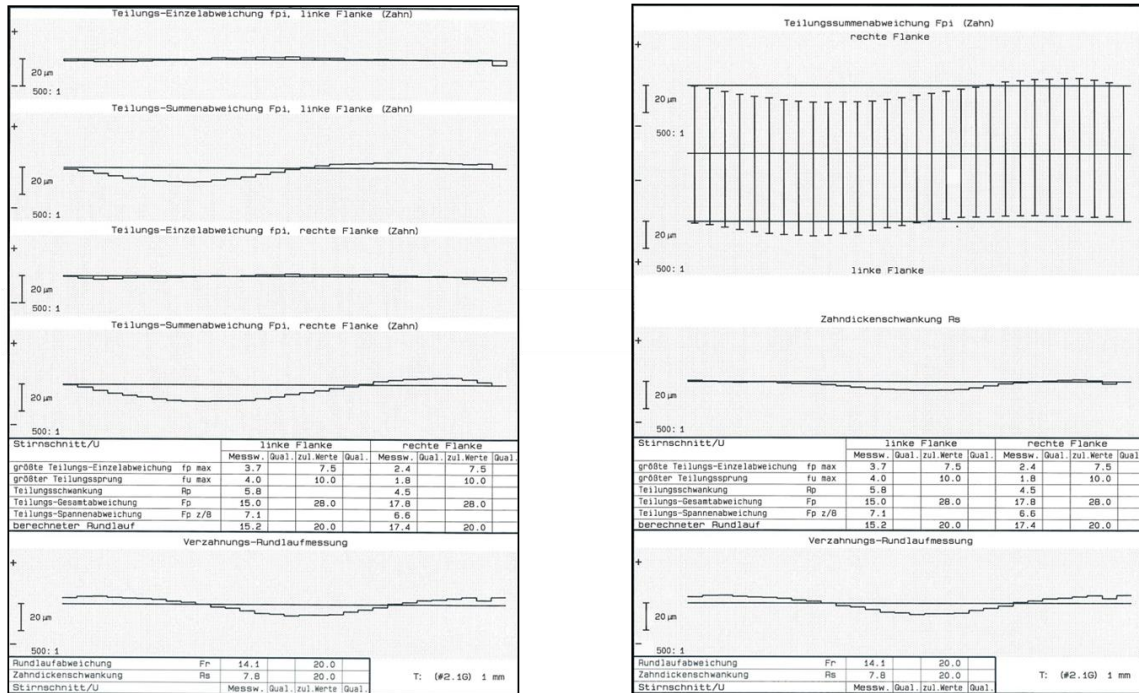 Teilungs-Einzelabweichung fpi, linke Flanke (Zahn)
+
20 µm
500: 1
Teilungs-Summenabweichung Fpi, linke Flanke (Zahn)
+
20 µm
500: 1
Teilungs-Einzelabweichung fpi, rechte Flanke (Zahn)
+
20 µm
500: 1
Teilungs-Summenabweichung Fpi, rechte Flanke (Zahn)
+
20 µm
500: 1
Stirnschnitt/U linke Flanke rechte Flanke
Messw. Qual. zul.Werte Qual. Messw. Qual. zul.Werte Qual.
größte Teilungs-Einzelabweichung fp max 3.7 7.5 2.4 7.5
größter Teilungssprung fu max 4.0 10.0 1.8 10.0
Teilungsschwankung Rp 5.8 4.5
Teilungs-Gesamtabweichung Fp 15.0 28.0 17.8 28.0
Teilungs-Spannenabweichung Fp z/8 7.1 6.6
berechneter Rundlauf 15.2 20.0 17.4 20.0
Verzahnungs-Rundlaufmessung
+
20 µm
500: 1
Rundlaufabweichung Fr 14.1 20.0
Zahndickenschwankung Rs 7.8 20.0 T: (#2.1G) 1 mm
Stirnschnitt/U Messw. Qual. zul.Werte Qual.
Teilungssummenabweichung Fpi (Zahn)
rechte Flanke
+
20 µm
500: 1
20 µm
+
500: 1
linke Flanke
Zahndickenschwankung Rs
+
20 µm
500: 1
Stirnschnitt/U linke Flanke rechte Flanke
Messw. Qual. zul.Werte Qual. Messw. Qual. zul.Werte Qual.
größte Teilungs-Einzelabweichung fp max 3.7 7.5 2.4 7.5
größter Teilungssprung fu max 4.0 10.0 1.8 10.0
Teilungsschwankung Rp 5.8 4.5
Teilungs-Gesamtabweichung Fp 15.0 28.0 17.8 28.0
Teilungs-Spannenabweichung Fp z/8 7.1 6.6
berechneter Rundlauf 15.2 20.0 17.4 20.0
Verzahnungs-Rundlaufmessung
+
20 µm
500: 1
Rundlaufabweichung Fr 14.1 20.0
Zahndickenschwankung Rs 7.8 20.0 T: (#2.1G) 1 mm
Stirnschnitt/U Messw. Qual. zul.Werte Qual.